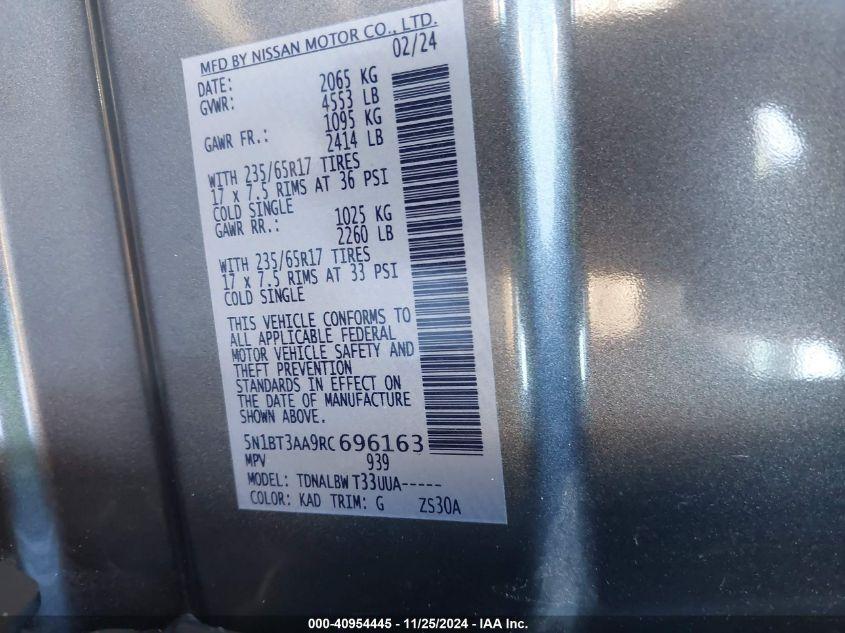 MFD BY NISSAN MOTOR CO., LTD.
DATE: 02/24
GVWR: 2065 KG
4553 LB
GAWR FR.: 1095 KG
2414 LB
WITH 235/65R17 TIRES
17 x 7.5 RIMS AT 36 PSI
COLD SINGLE
GAWR RR.: 1025 KG
2260 LB
WITH 235/65R17 TIRES
17 x 7.5 RIMS AT 33 PSI
COLD SINGLE
THIS VEHICLE CONFORMS TO
ALL APPLICABLE FEDERAL
MOTOR VEHICLE SAFETY AND
THEFT PREVENTION
STANDARDS IN EFFECT ON
THE DATE OF MANUFACTURE
SHOWN ABOVE.
5N1BT3AA9RC696163
MPV 939
MODEL: TDNALBW T33UUA-----
COLOR: KAD TRIM: G ZS30A
000-40954445 - 11/25/2024 - IAA Inc.